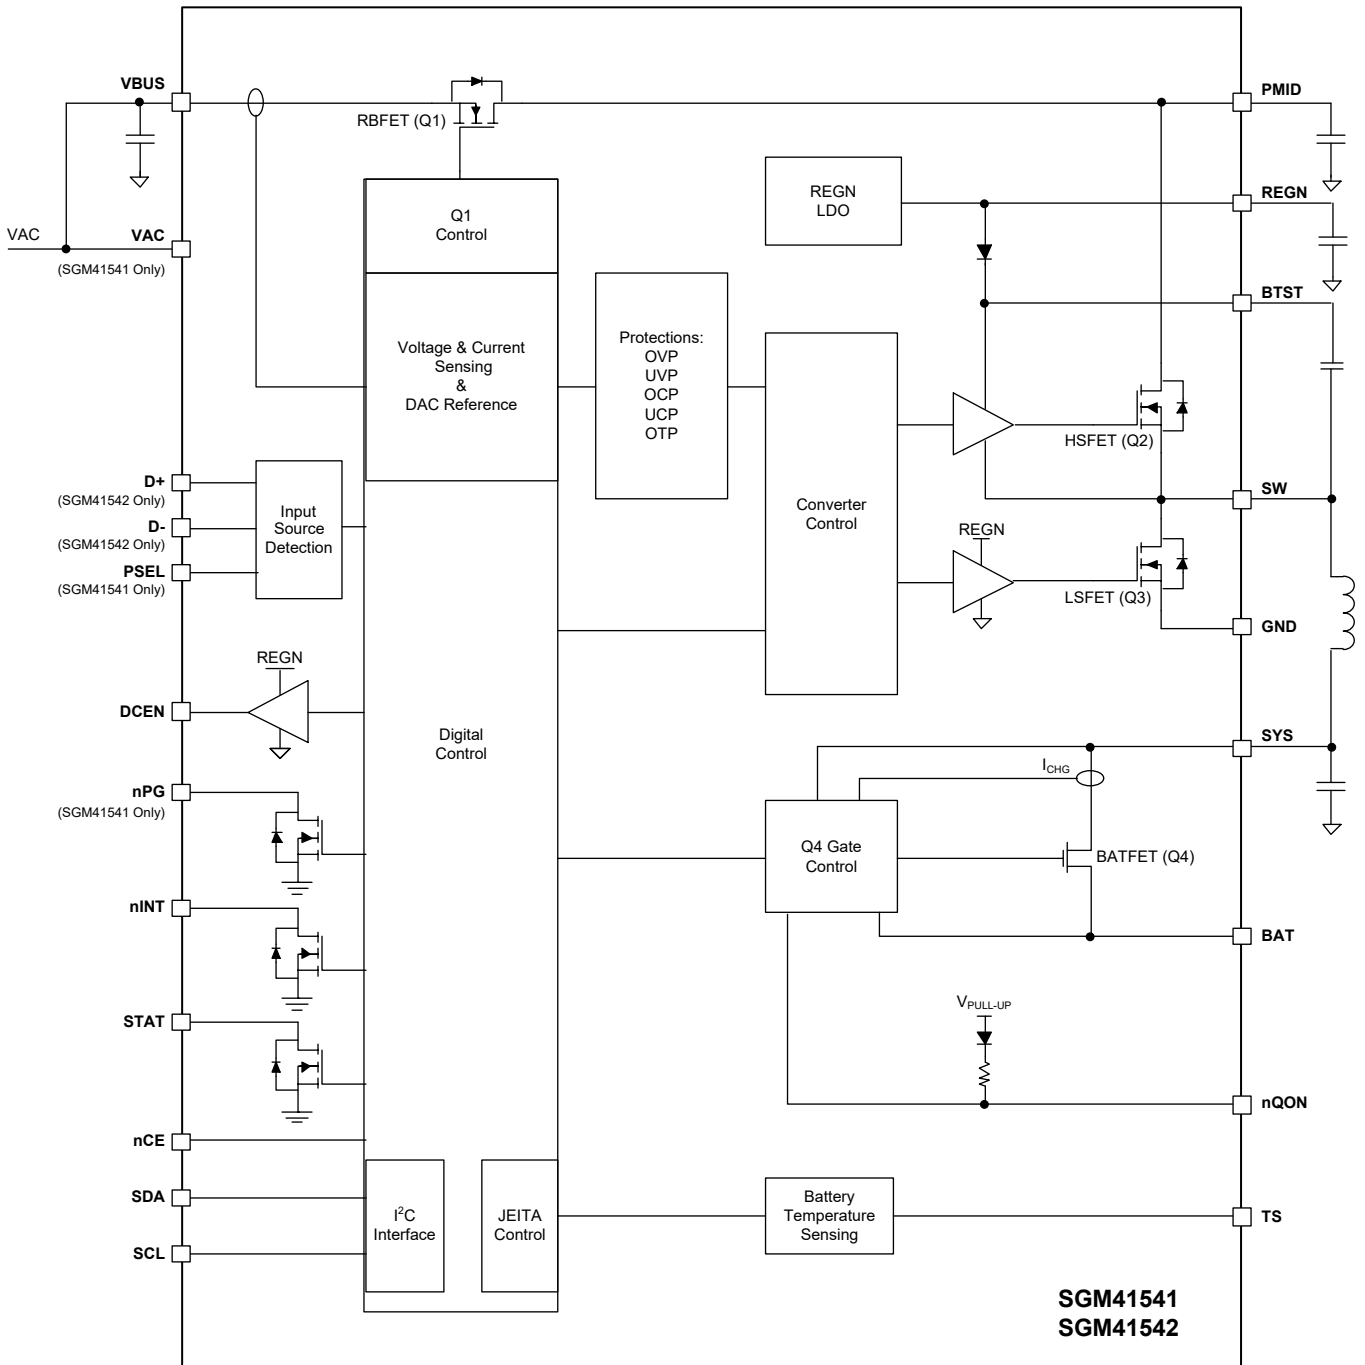 VBUS
PMID
RBFET (Q1)
REGN
LDO
REGN
Q1
Control
VAC
VAC
(SGM41541 Only)
BTST
Voltage & Current
Sensing
&
DAC Reference
Protections:
OVP
UVP
OCP
UCP
OTP
HSFET (Q2)
D+
(SGM41542 Only)
D-
(SGM41542 Only)
PSEL
(SGM41541 Only)
Input
Source
Detection
Converter
Control
SW
REGN
LSFET (Q3)
GND
REGN
DCEN
Digital
Control
SYS
ICHG
nPG
(SGM41541 Only)
Q4 Gate
Control
BATFET (Q4)
nINT
BAT
VPULL-UP
STAT
nQON
nCE
SDA
SCL
I²C
Interface
JEITA
Control
Battery
Temperature
Sensing
TS
SGM41541
SGM41542